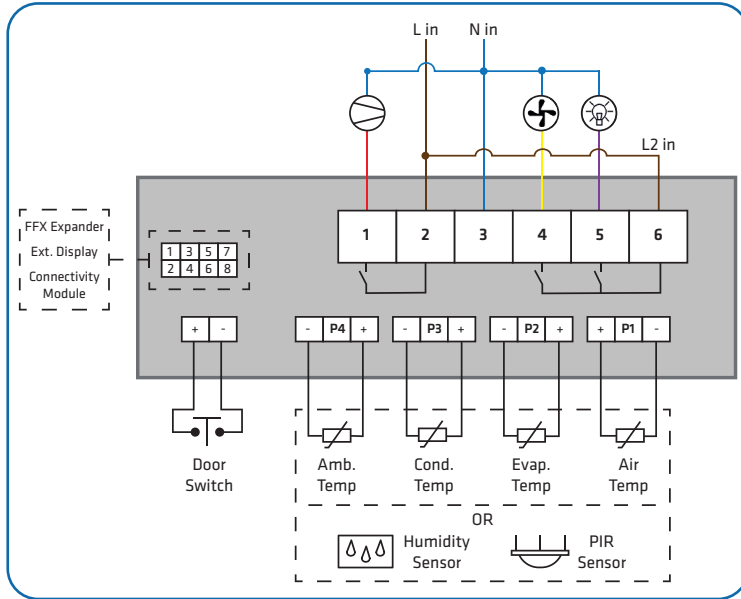 L in N in
L2 in
FFX Expander
Ext. Display
Connectivity
Module
1 3 5 7
2 4 6 8
1 2 3 4 5 6
+ - - P4 + - P3 + - P2 + + P1 -
Door
Switch
Amb.
Temp
Cond.
Temp
Evap.
Temp
Air
Temp
OR
Humidity
Sensor
PIR
Sensor